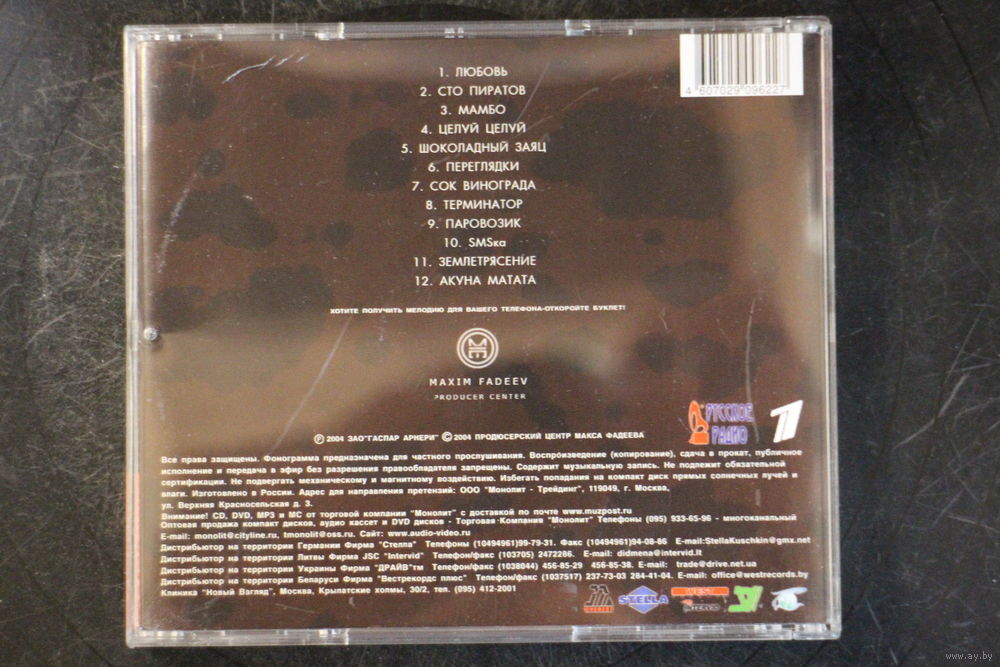 4 607029 096227
1. ЛЮБОВЬ
2. СТО ПИРАТОВ
3. МАМБО
4. ЦЕЛУЙ ЦЕЛУЙ
5. ШОКОЛАДНЫЙ ЗАЯЦ
6. ПЕРЕГЛЯДКИ
7. СОК ВИНОГРАДА
8. ТЕРМИНАТОР
9. ПАРОВОЗИК
10. SMSка
11. ЗЕМЛЕТРЯСЕНИЕ
12. АКУНА МАТАТА
ХОТИТЕ ПОЛУЧИТЬ МЕЛОДИЮ ДЛЯ ВАШЕГО ТЕЛЕФОНА-ОТКОРОЙТЕ БУКЛЕТ!
MAXIM FADEEV
PRODUCER CENTER
РУССКОЕ
РАДИО
1
Ⓟ 2004 ЗАО"ГАСПАР АРНЕРИ" © 2004 ПРОДЮСЕРСКИЙ ЦЕНТР МАКСА ФАДЕЕВА
Все права защищены. Фонограмма предназначена для частного прослушивания. Воспроизведение (копирование), сдача в прокат, публичное
исполнение и передача в эфир без разрешения правообладателя запрещены. Содержит музыкальную запись. Не подлежит обязательной
сертификации. Не подвергать механическому и магнитному воздействию. Избегать попадания на компакт диск прямых солнечных лучей и
влаги. Изготовлено в России. Адрес для направления претензий: ООО "Монолит - Трейдинг", 119049, г. Москва,
ул. Верхняя Красносельская д. 3.
Внимание! CD, DVD, MP3 и MC от торговой компании "Монолит" с доставкой по почте www.muzpost.ru
Оптовая продажа компакт дисков, аудио кассет и DVD дисков - Торговая Компания "Монолит" Телефоны (095) 933-65-96 - многоканальный
E-mail: monolit@cityline.ru, tmonolit@oss.ru. Сайт: www.audio-video.ru
Дистрибьютор на территории Германии Фирма "Стелла" Телефоны (10494961)99-79-31. Факс (10494961)94-08-86 E-mail:StellaKuschkin@gmx.net
Дистрибьютор на территории Литвы Фирма JSC "Intervid" Телефон/факс (103705) 2472286. E-mail: didmena@intervid.lt
Дистрибьютор на территории Украины Фирма "ДРАЙВ"тм Телефон/факс (1038044) 456-85-29 456-85-38. E-mail: trade@drive.net.ua
Дистрибьютор на территории Беларуси Фирма "Вестрекордс плюс" Телефон/факс (1037517) 237-73-03 284-41-04. E-mail: office@westrecords.by
Клиника "Новый Взгляд", Москва, Крылатские холмы, 30/2, тел. (095) 412-2001
STELLA
WEST
www.ay.by